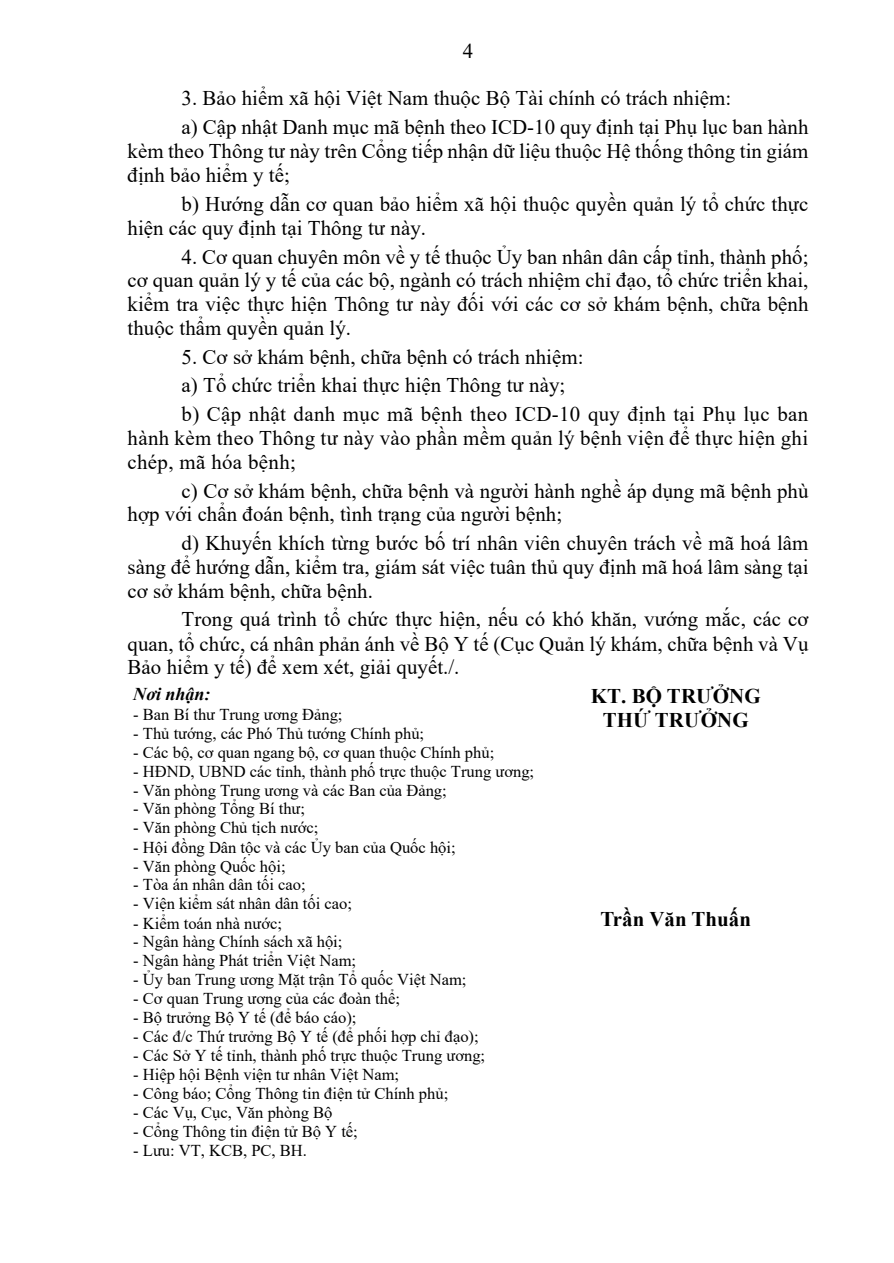 4
3. Bảo hiểm xã hội Việt Nam thuộc Bộ Tài chính có trách nhiệm:
a) Cập nhật Danh mục mã bệnh theo ICD-10 quy định tại Phụ lục ban hành
kèm theo Thông tư này trên Cổng tiếp nhận dữ liệu thuộc Hệ thống thông tin giám
định bảo hiểm y tế;
b) Hướng dẫn cơ quan bảo hiểm xã hội thuộc quyền quản lý tổ chức thực
hiện các quy định tại Thông tư này.
4. Cơ quan chuyên môn về y tế thuộc Ủy ban nhân dân cấp tỉnh, thành phố;
cơ quan quản lý y tế của các bộ, ngành có trách nhiệm chỉ đạo, tổ chức triển khai,
kiểm tra việc thực hiện Thông tư này đối với các cơ sở khám bệnh, chữa bệnh
thuộc thẩm quyền quản lý.
5. Cơ sở khám bệnh, chữa bệnh có trách nhiệm:
a) Tổ chức triển khai thực hiện Thông tư này;
b) Cập nhật danh mục mã bệnh theo ICD-10 quy định tại Phụ lục ban
hành kèm theo Thông tư này vào phần mềm quản lý bệnh viện để thực hiện ghi
chép, mã hóa bệnh;
c) Cơ sở khám bệnh, chữa bệnh và người hành nghề áp dụng mã bệnh phù
hợp với chẩn đoán bệnh, tình trạng của người bệnh;
d) Khuyến khích từng bước bố trí nhân viên chuyên trách về mã hoá lâm
sàng để hướng dẫn, kiểm tra, giám sát việc tuân thủ quy định mã hoá lâm sàng tại
cơ sở khám bệnh, chữa bệnh.
Trong quá trình tổ chức thực hiện, nếu có khó khăn, vướng mắc, các cơ
quan, tổ chức, cá nhân phản ánh về Bộ Y tế (Cục Quản lý khám, chữa bệnh và Vụ
Bảo hiểm y tế) để xem xét, giải quyết./.
Nơi nhận:
- Ban Bí thư Trung ương Đảng;
- Thủ tướng, các Phó Thủ tướng Chính phủ;
- Các bộ, cơ quan ngang bộ, cơ quan thuộc Chính phủ;
- HĐND, UBND các tỉnh, thành phố trực thuộc Trung ương;
- Văn phòng Trung ương và các Ban của Đảng;
- Văn phòng Tổng Bí thư;
- Văn phòng Chủ tịch nước;
- Hội đồng Dân tộc và các Ủy ban của Quốc hội;
- Văn phòng Quốc hội;
- Tòa án nhân dân tối cao;
- Viện kiểm sát nhân dân tối cao;
- Kiểm toán nhà nước;
- Ngân hàng Chính sách xã hội;
- Ngân hàng Phát triển Việt Nam;
- Ủy ban Trung ương Mặt trận Tổ quốc Việt Nam;
- Cơ quan Trung ương của các đoàn thể;
- Bộ trưởng Bộ Y tế (để báo cáo);
- Các đ/c Thứ trưởng Bộ Y tế (để phối hợp chỉ đạo);
- Các Sở Y tế tỉnh, thành phố trực thuộc Trung ương;
- Hiệp hội Bệnh viện tư nhân Việt Nam;
- Công báo; Cổng Thông tin điện tử Chính phủ;
- Các Vụ, Cục, Văn phòng Bộ
- Cổng Thông tin điện tử Bộ Y tế;
- Lưu: VT, KCB, PC, BH.
KT. BỘ TRƯỞNG
THỨ TRƯỞNG
Trần Văn Thuấn